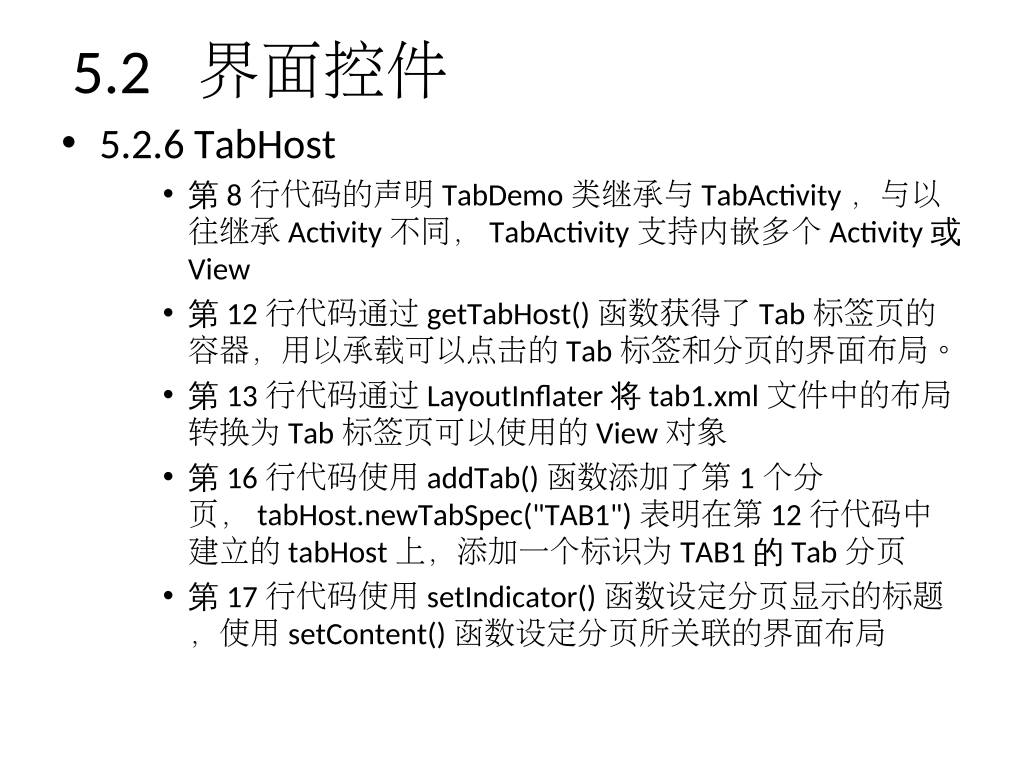 5.2 界面控件
• 5.2.6 TabHost
• 第 8 行代码的声明 TabDemo 类继承与 TabActivity ，与以
往继承 Activity 不同， TabActivity 支持内嵌多个 Activity 或
View
• 第 12 行代码通过 getTabHost() 函数获得了 Tab 标签页的
容器，用以承载可以点击的 Tab 标签和分页的界面布局。
• 第 13 行代码通过 LayoutInflater 将 tab1.xml 文件中的布局
转换为 Tab 标签页可以使用的 View 对象
• 第 16 行代码使用 addTab() 函数添加了第 1 个分
页， tabHost.newTabSpec("TAB1") 表明在第 12 行代码中
建立的 tabHost 上，添加一个标识为 TAB1 的 Tab 分页
• 第 17 行代码使用 setIndicator() 函数设定分页显示的标题
，使用 setContent() 函数设定分页所关联的界面布局